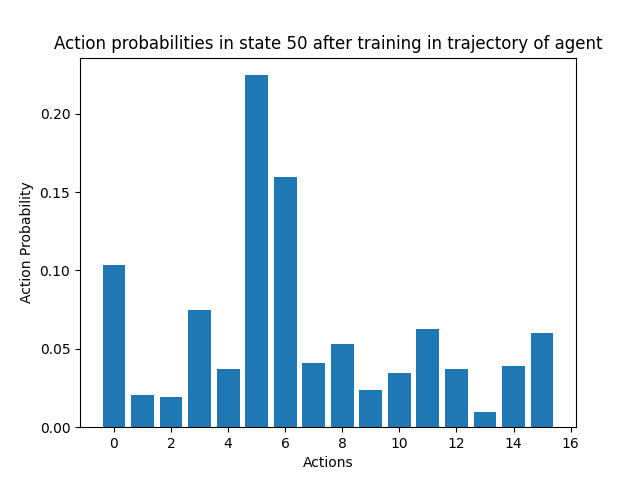 Action probabilities in state 50 after training in trajectory of agent
Action Probability
0.20
0.15
0.10
0.05
0.00
0 2 4 6 8 10 12 14 16
Actions